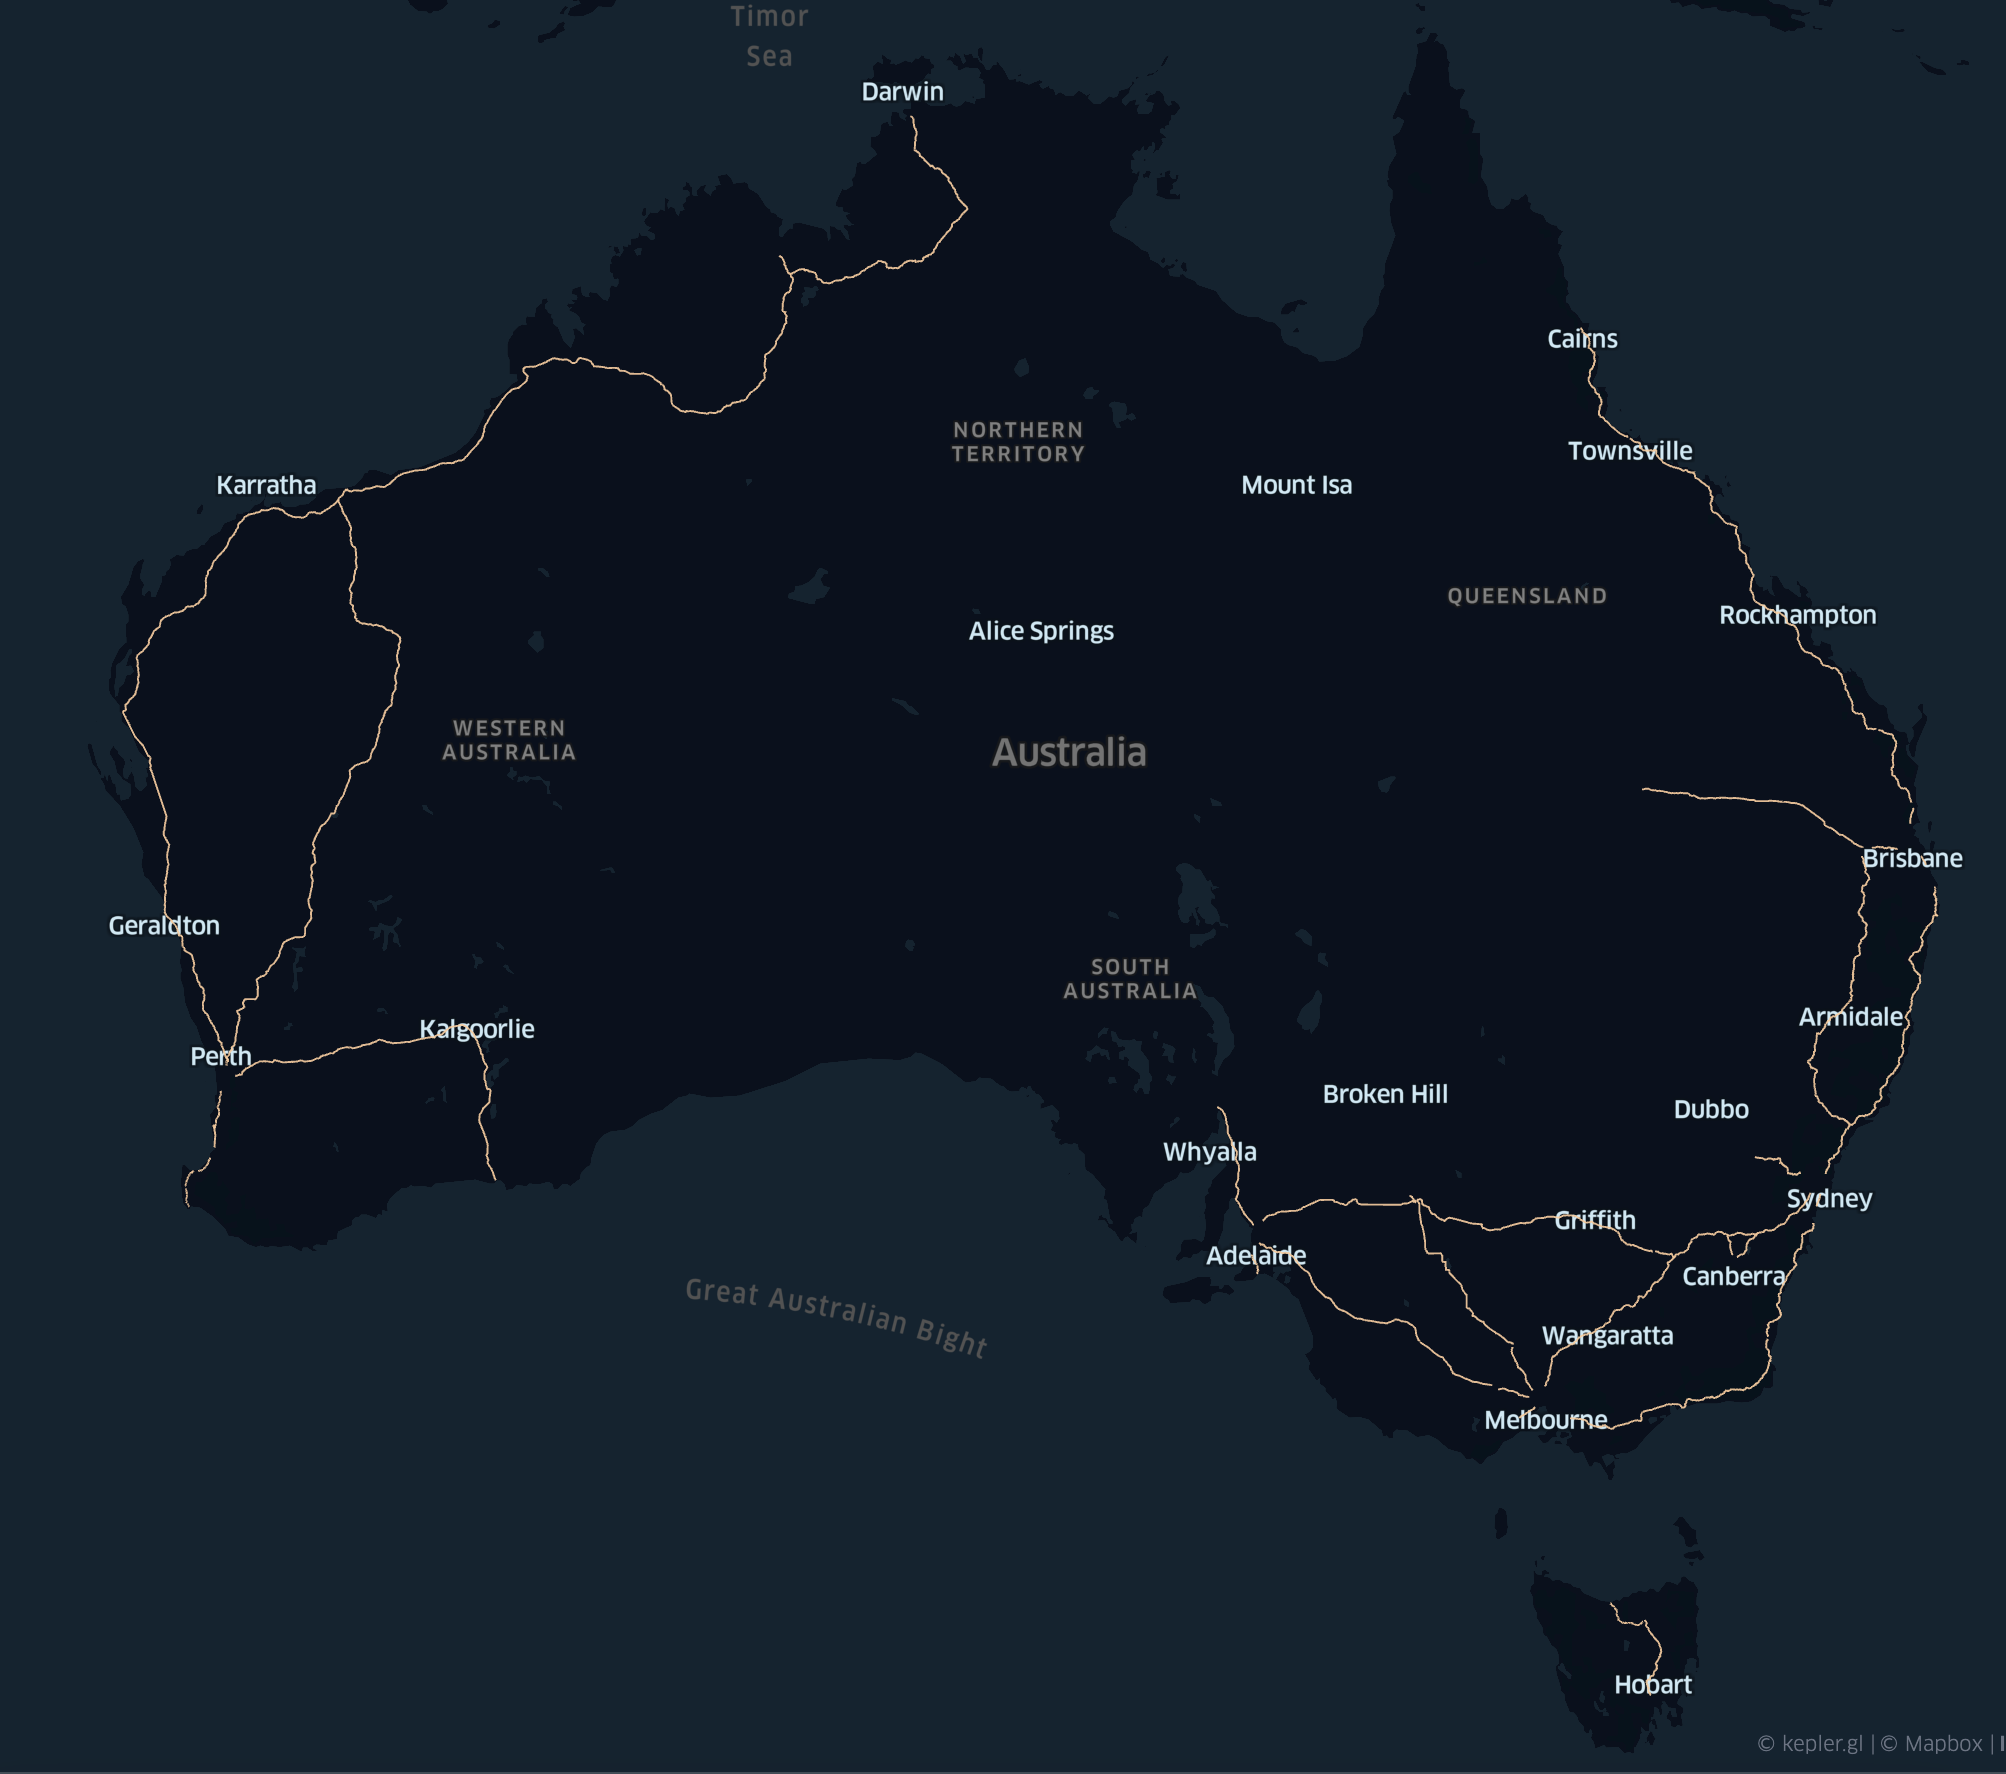 Timor
Sea
Darwin
Cairns
NORTHERN
TERRITORY
Townsville
Karratha
Mount Isa
QUEENSLAND
Rockhampton
Alice Springs
WESTERN
AUSTRALIA
Australia
Brisbane
Geraldton
SOUTH
AUSTRALIA
Armidale
Kalgoorlie
Perth
Broken Hill
Dubbo
Whyalla
Sydney
Griffith
Adelaide
Canberra
Great Australian Bight
Wangaratta
Melbourne
Hobart
© kepler.gl | © Mapbox |